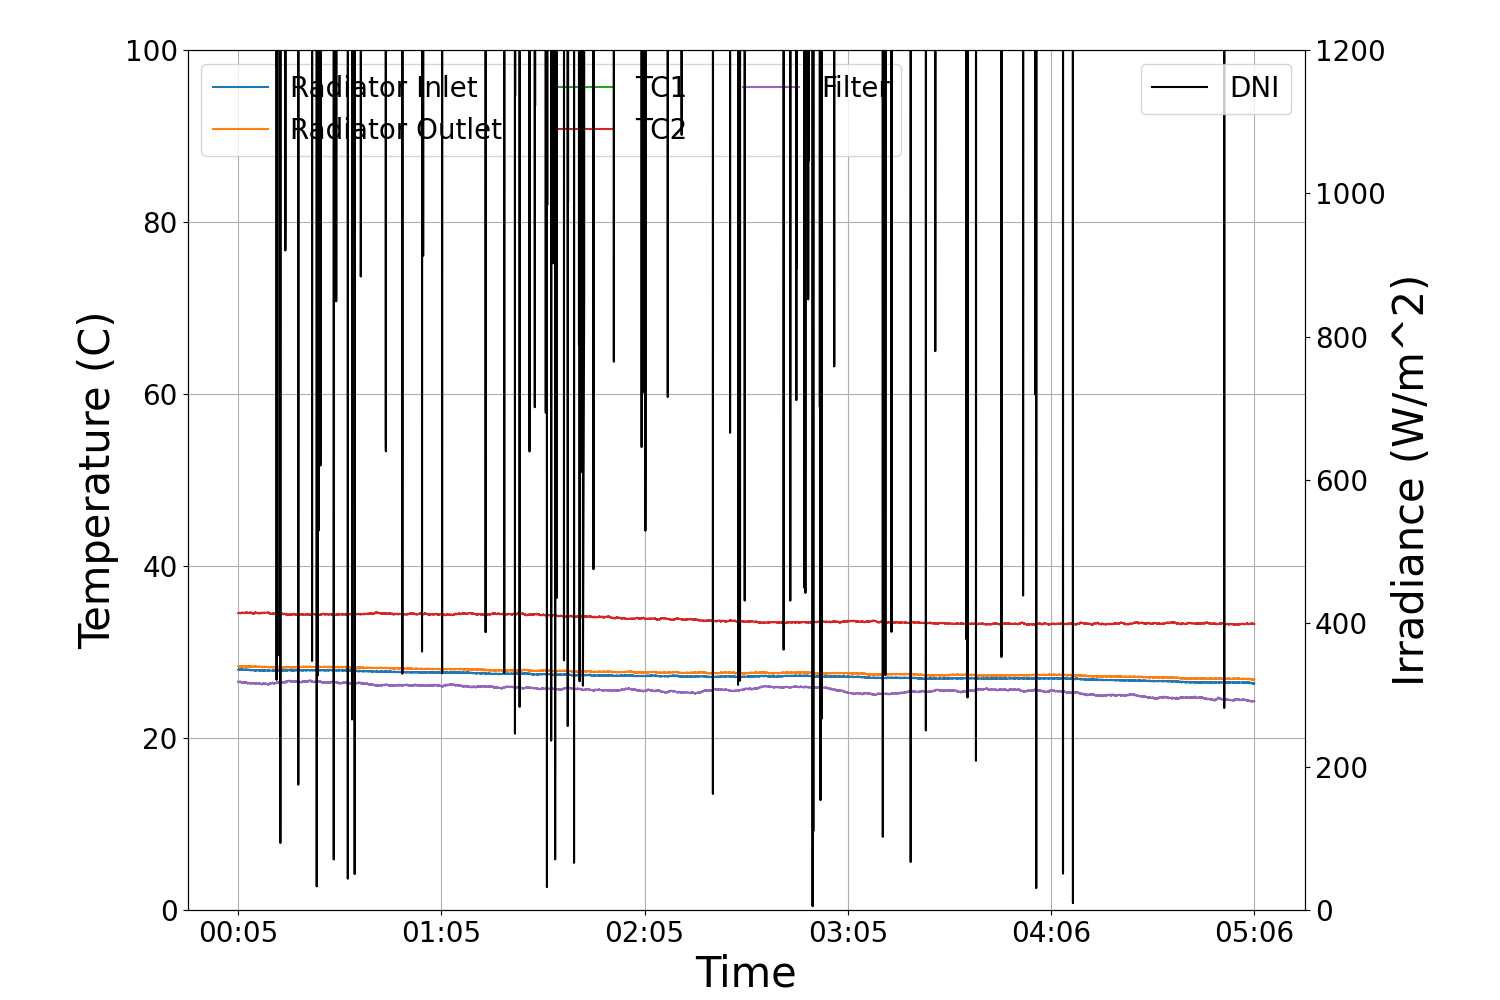 100
80
60
40
20
0
Temperature (C)
Radiator Inlet
Radiator Outlet
TC1
TC2
Filter
DNI
1200
1000
800
600
400
200
0
Irradiance (W/m^2)
00:05
01:05
02:05
03:05
04:06
05:06
Time